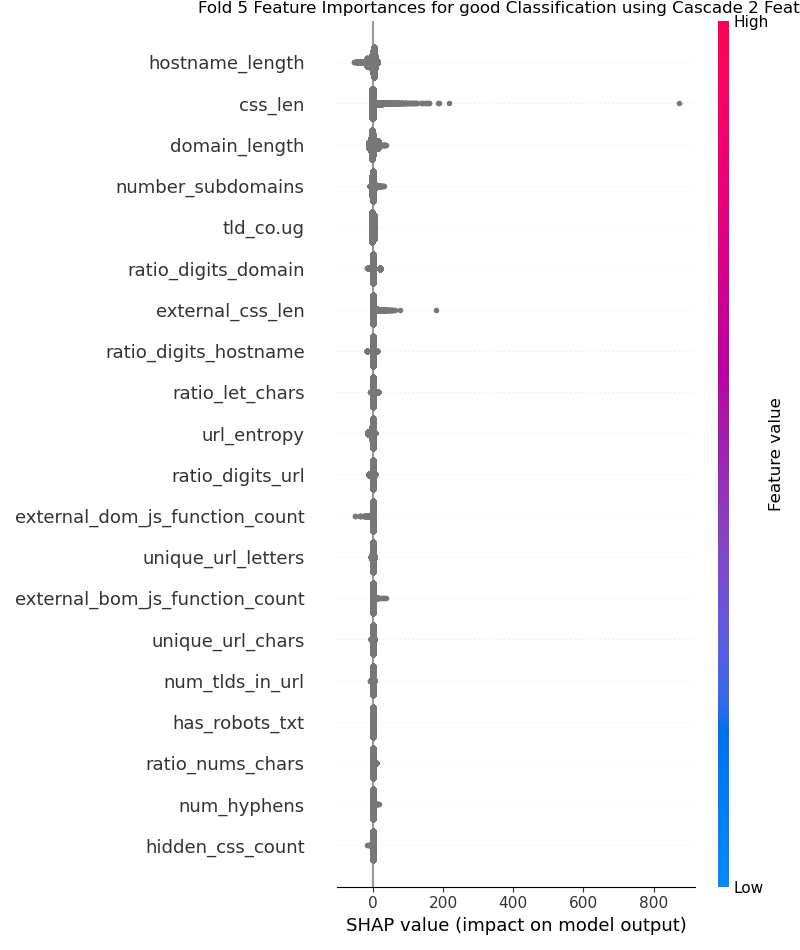 Fold 5 Feature Importances for good Classification using Cascade 2 Feat
High
hostname_length
css_len
domain_length
number_subdomains
tld_co.ug
ratio_digits_domain
external_css_len
ratio_digits_hostname
ratio_let_chars
url_entropy
ratio_digits_url
external_dom_js_function_count
unique_url_letters
external_bom_js_function_count
unique_url_chars
num_tlds_in_url
has_robots_txt
ratio_nums_chars
num_hyphens
hidden_css_count
Feature value
Low
0 200 400 600 800
SHAP value (impact on model output)